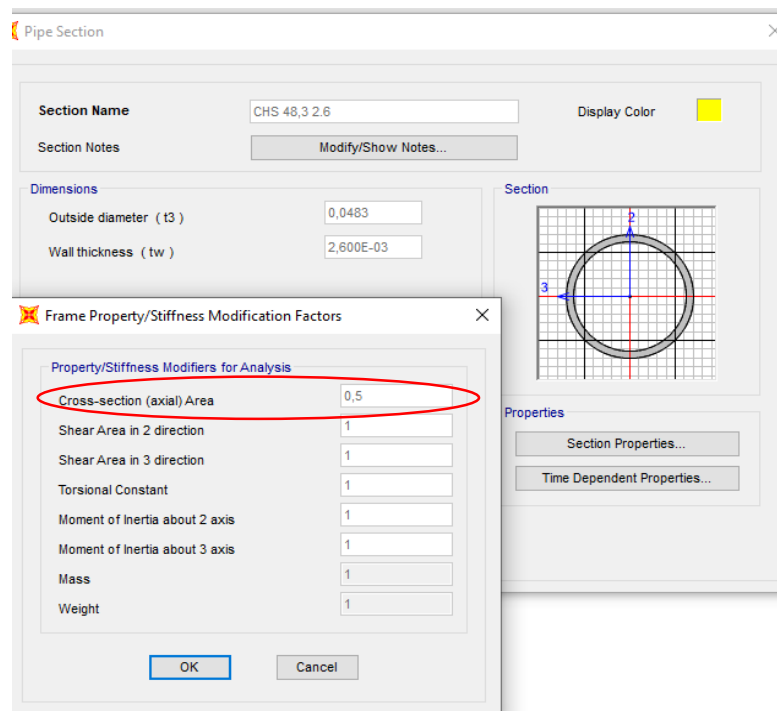 Pipe Section
Section Name CHS 48,3 2.6 Display Color
Section Notes Modify/Show Notes...
Dimensions
Outside diameter ( t3 ) 0,0483
Wall thickness ( tw ) 2,600E-03
Section
2
3
Frame Property/Stiffness Modification Factors
Property/Stiffness Modifiers for Analysis
Cross-section (axial) Area 0,5
Shear Area in 2 direction 1
Shear Area in 3 direction 1
Torsional Constant 1
Moment of Inertia about 2 axis 1
Moment of Inertia about 3 axis 1
Mass 1
Weight 1
OK Cancel
Properties
Section Properties...
Time Dependent Properties...